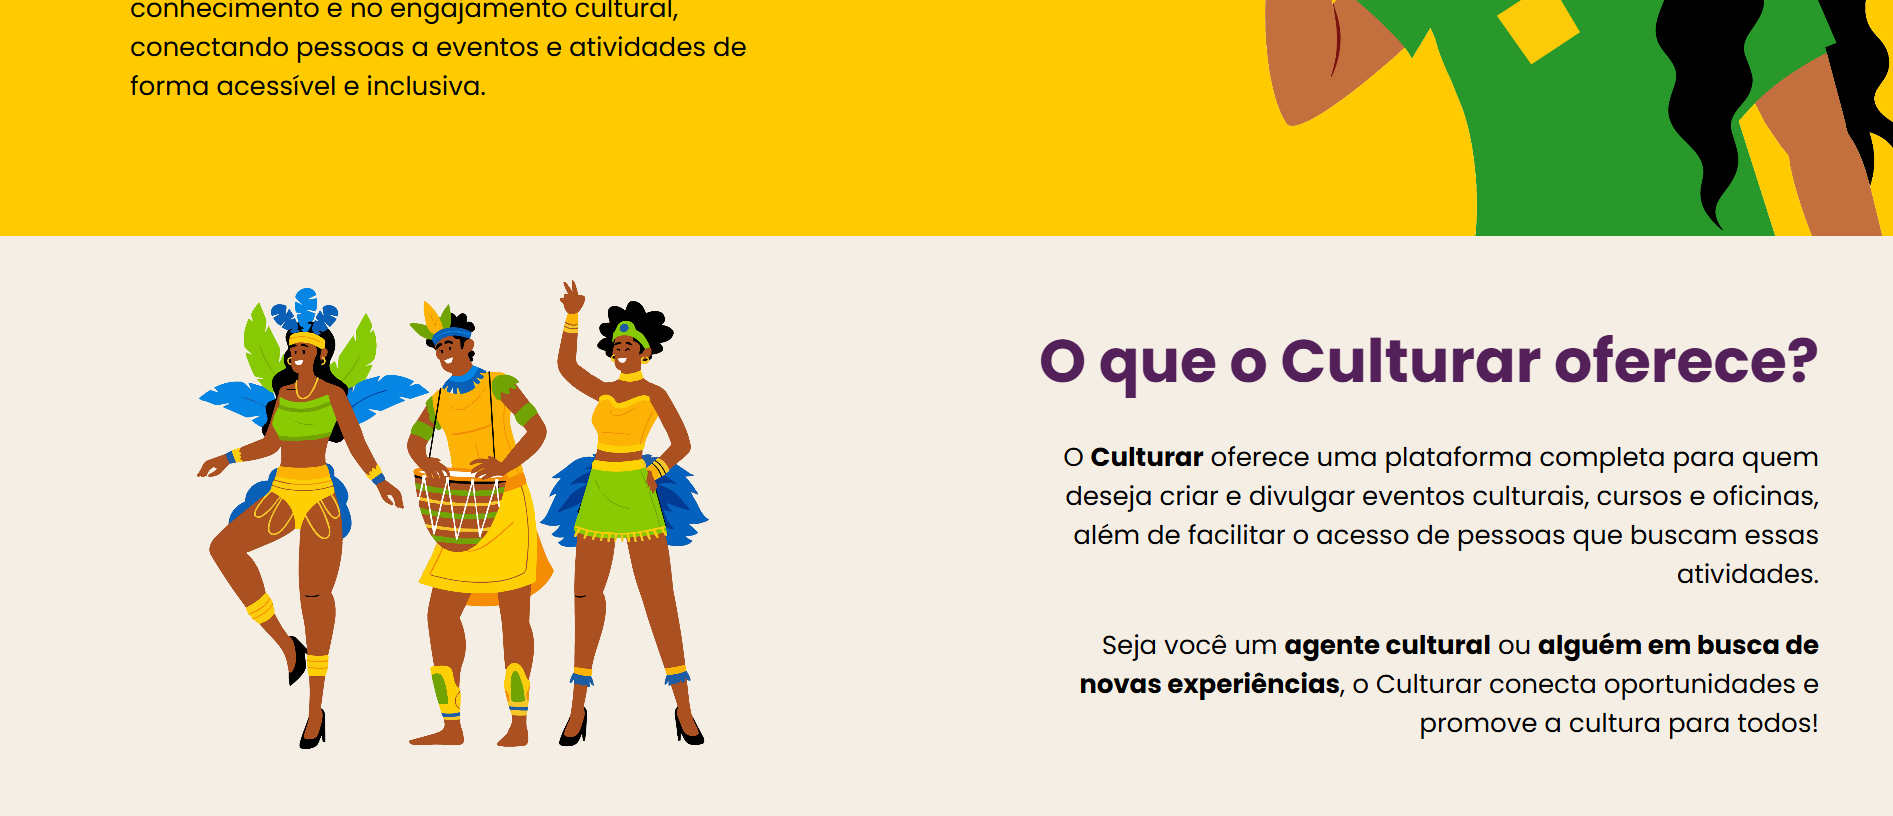 conhecimento e no engajamento cultural,
conectando pessoas a eventos e atividades de
forma acessível e inclusiva.
O que o Culturar oferece?
O Culturar oferece uma plataforma completa para quem
deseja criar e divulgar eventos culturais, cursos e oficinas,
além de facilitar o acesso de pessoas que buscam essas
atividades.
Seja você um agente cultural ou alguém em busca de
novas experiências, o Culturar conecta oportunidades e
promove a cultura para todos!